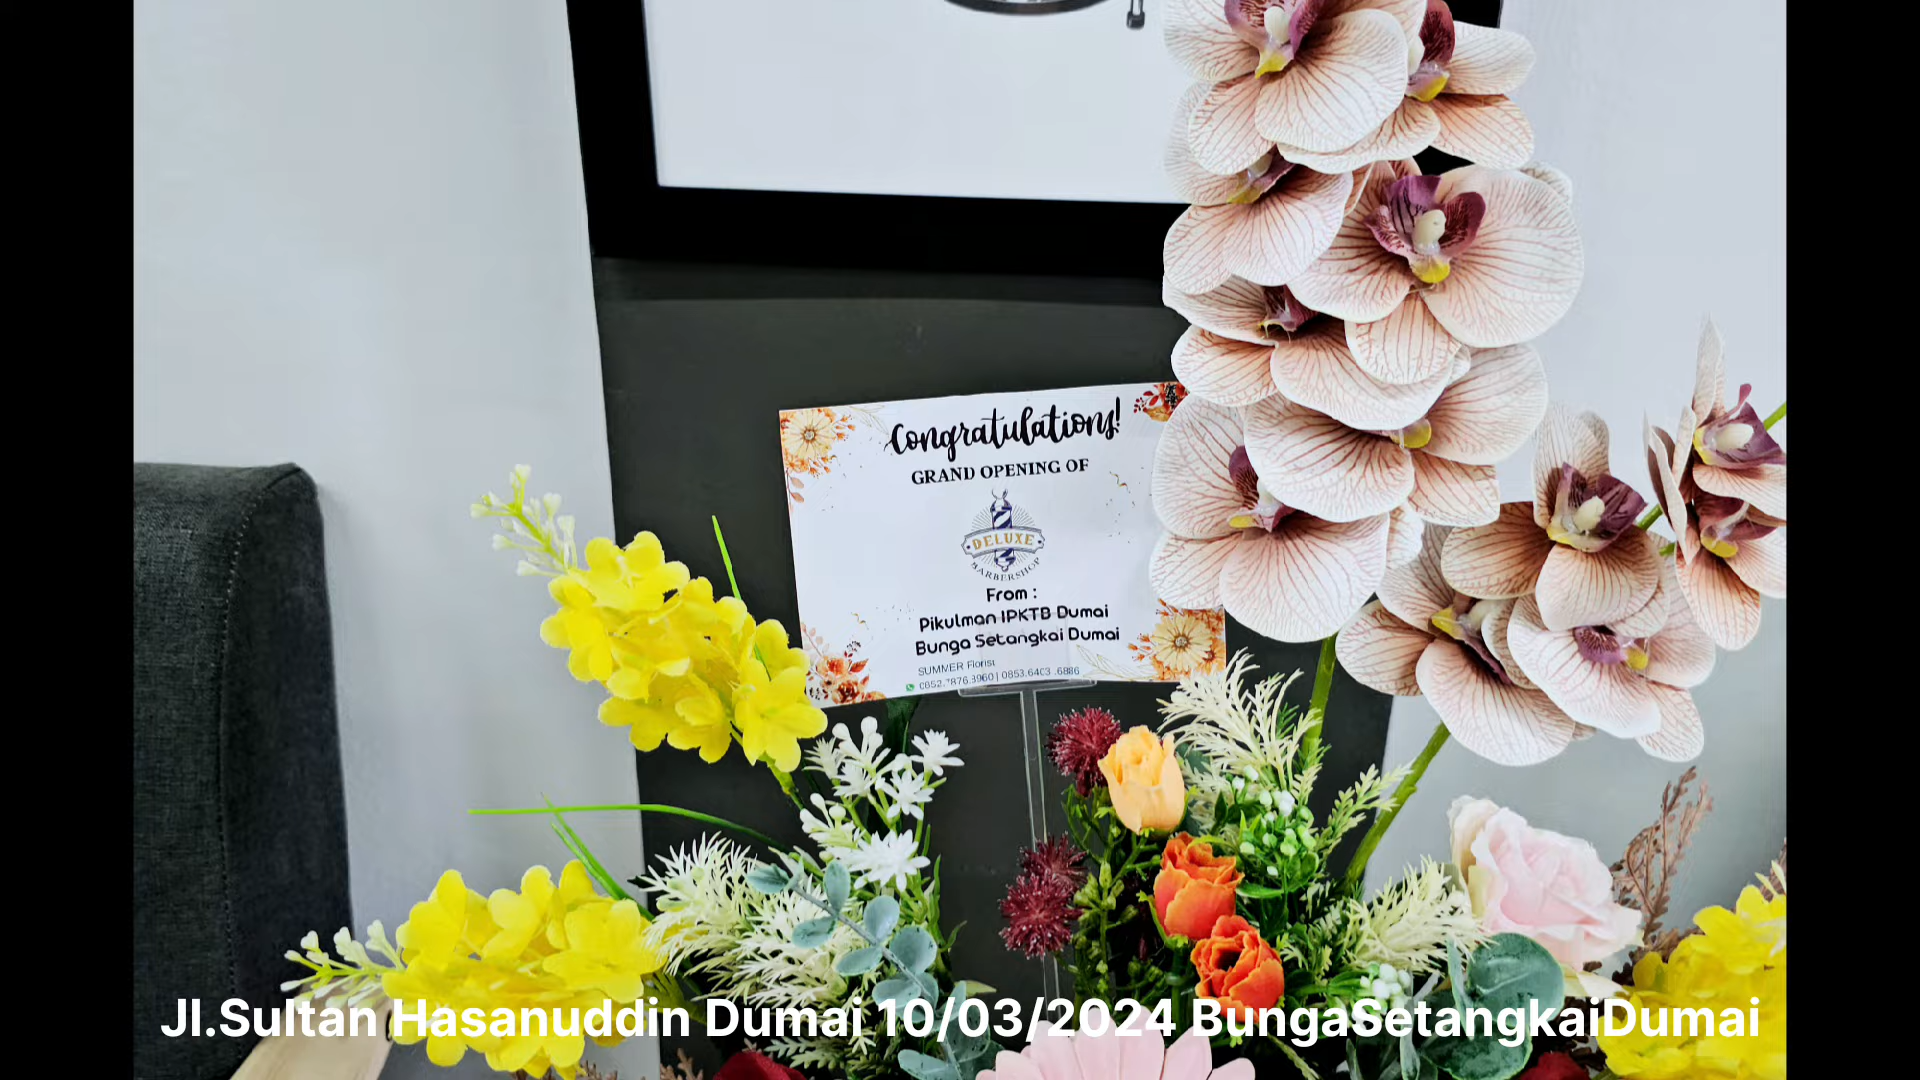 Congratulations!
GRAND OPENING OF
DELUXE
BARBERSHOP
From :
Pikulman IPKTB Dumai
Bunga Setangkai Dumai
SUMMER Florist
Jl.Sultan Hasanuddin Dumai 10/03/2024 BungaSetangkaiDumai